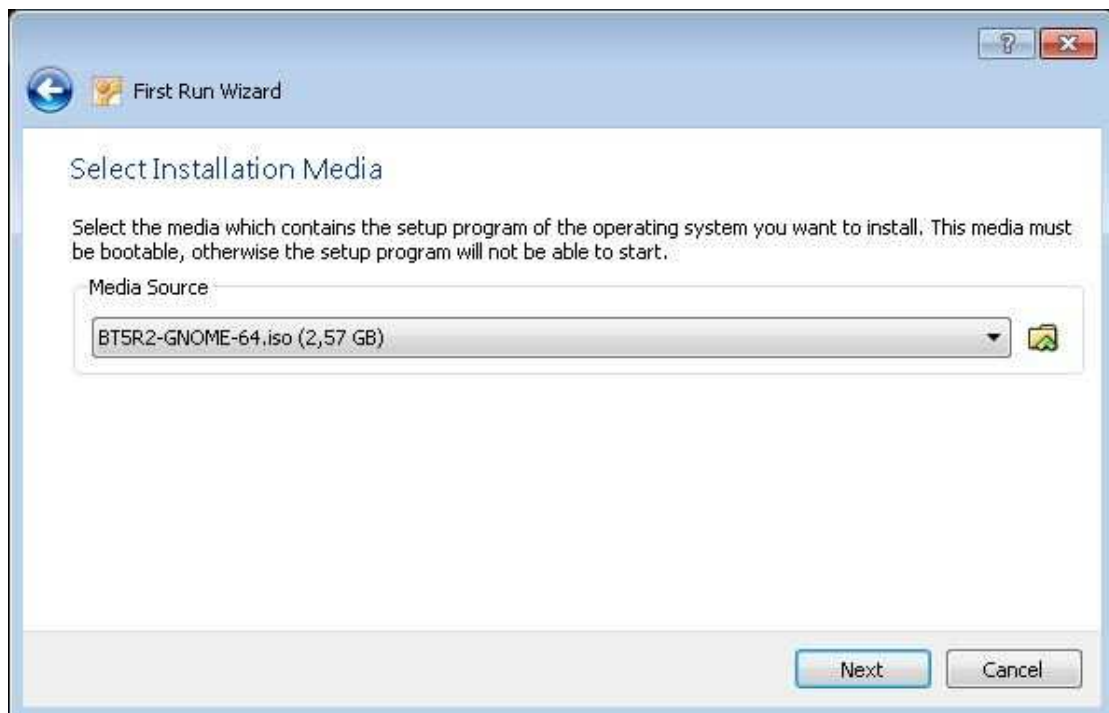 First Run Wizard
Select Installation Media
Select the media which contains the setup program of the operating system you want to install. This media must
be bootable, otherwise the setup program will not be able to start.
Media Source
BT5R2-GNOME-64.iso (2,57 GB)
Next
Cancel